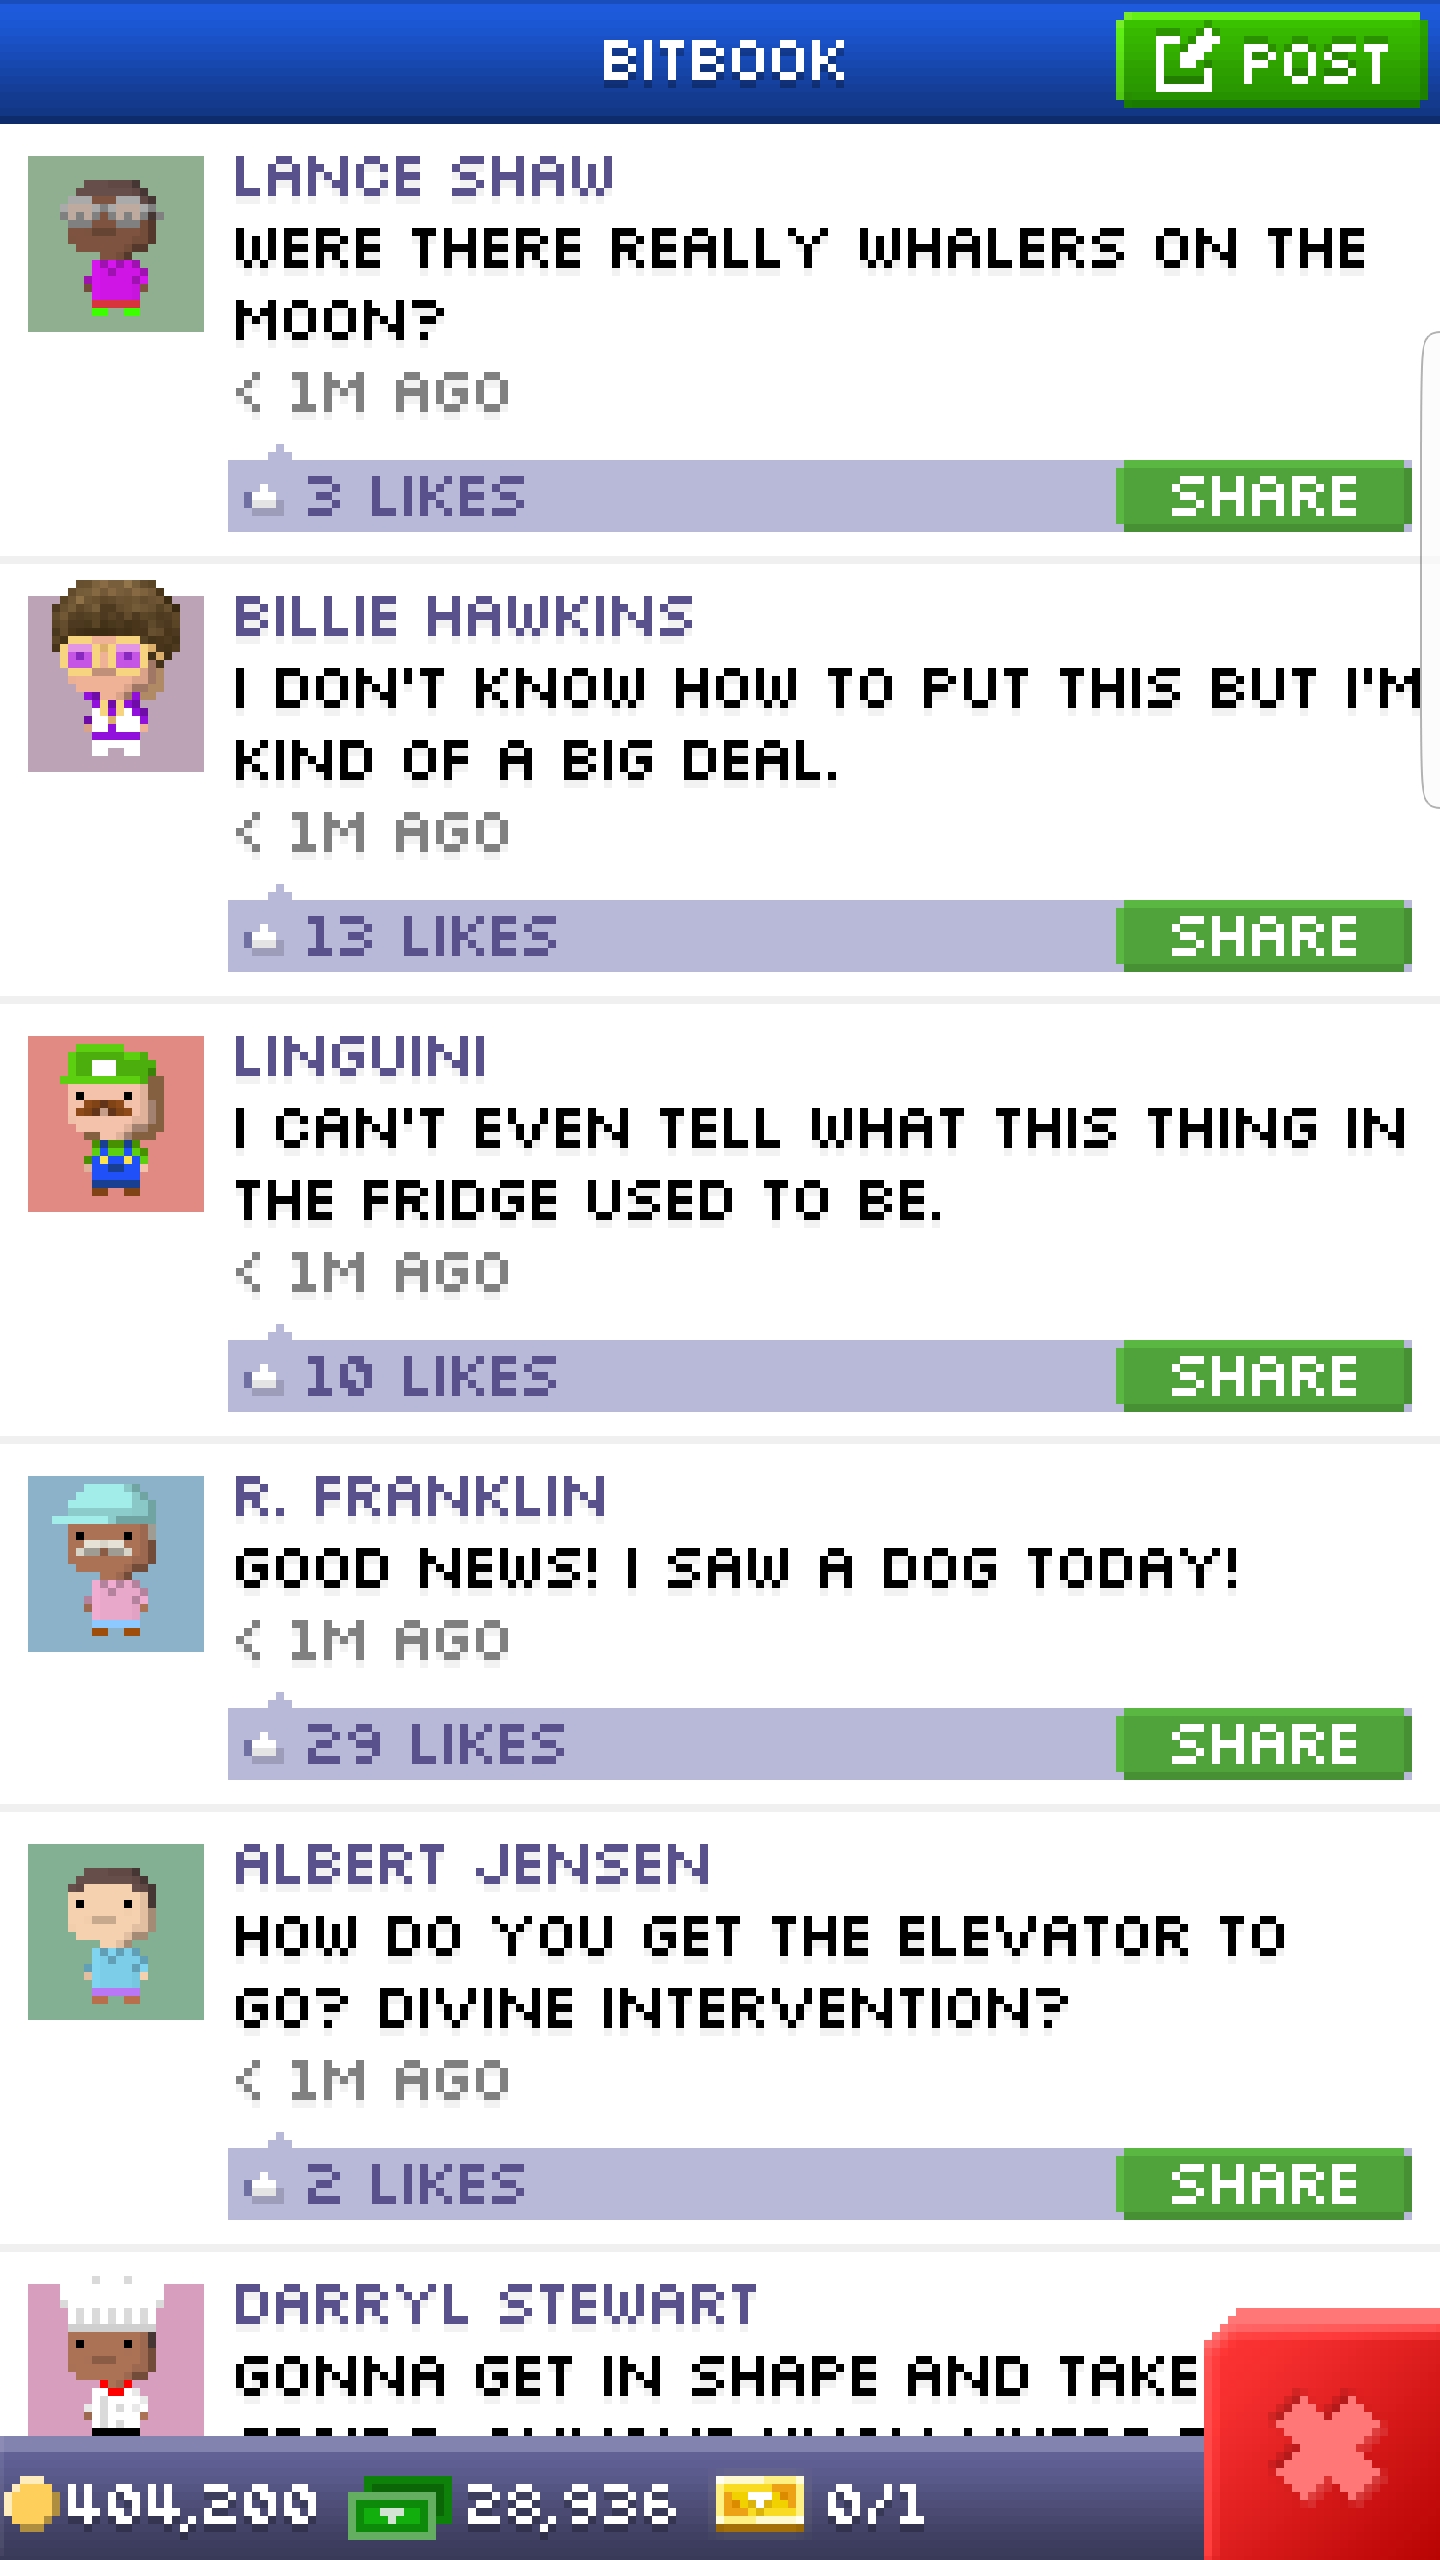 BITBOOK
POST
LANCE SHAW
WERE THERE REALLY WHALERS ON THE
MOON?
< 1M AGO
3 LIKES
SHARE
BILLIE HAWKINS
I DON'T KNOW HOW TO PUT THIS BUT I'M
KIND OF A BIG DEAL.
< 1M AGO
13 LIKES
SHARE
LINGUINI
I CAN'T EVEN TELL WHAT THIS THING IN
THE FRIDGE USED TO BE.
< 1M AGO
10 LIKES
SHARE
R. FRANKLIN
GOOD NEWS! I SAW A DOG TODAY!
< 1M AGO
29 LIKES
SHARE
ALBERT JENSEN
HOW DO YOU GET THE ELEVATOR TO
GO? DIVINE INTERVENTION?
< 1M AGO
2 LIKES
SHARE
DARRYL STEWART
GONNA GET IN SHAPE AND TAKE
404,200
28,936
0/1